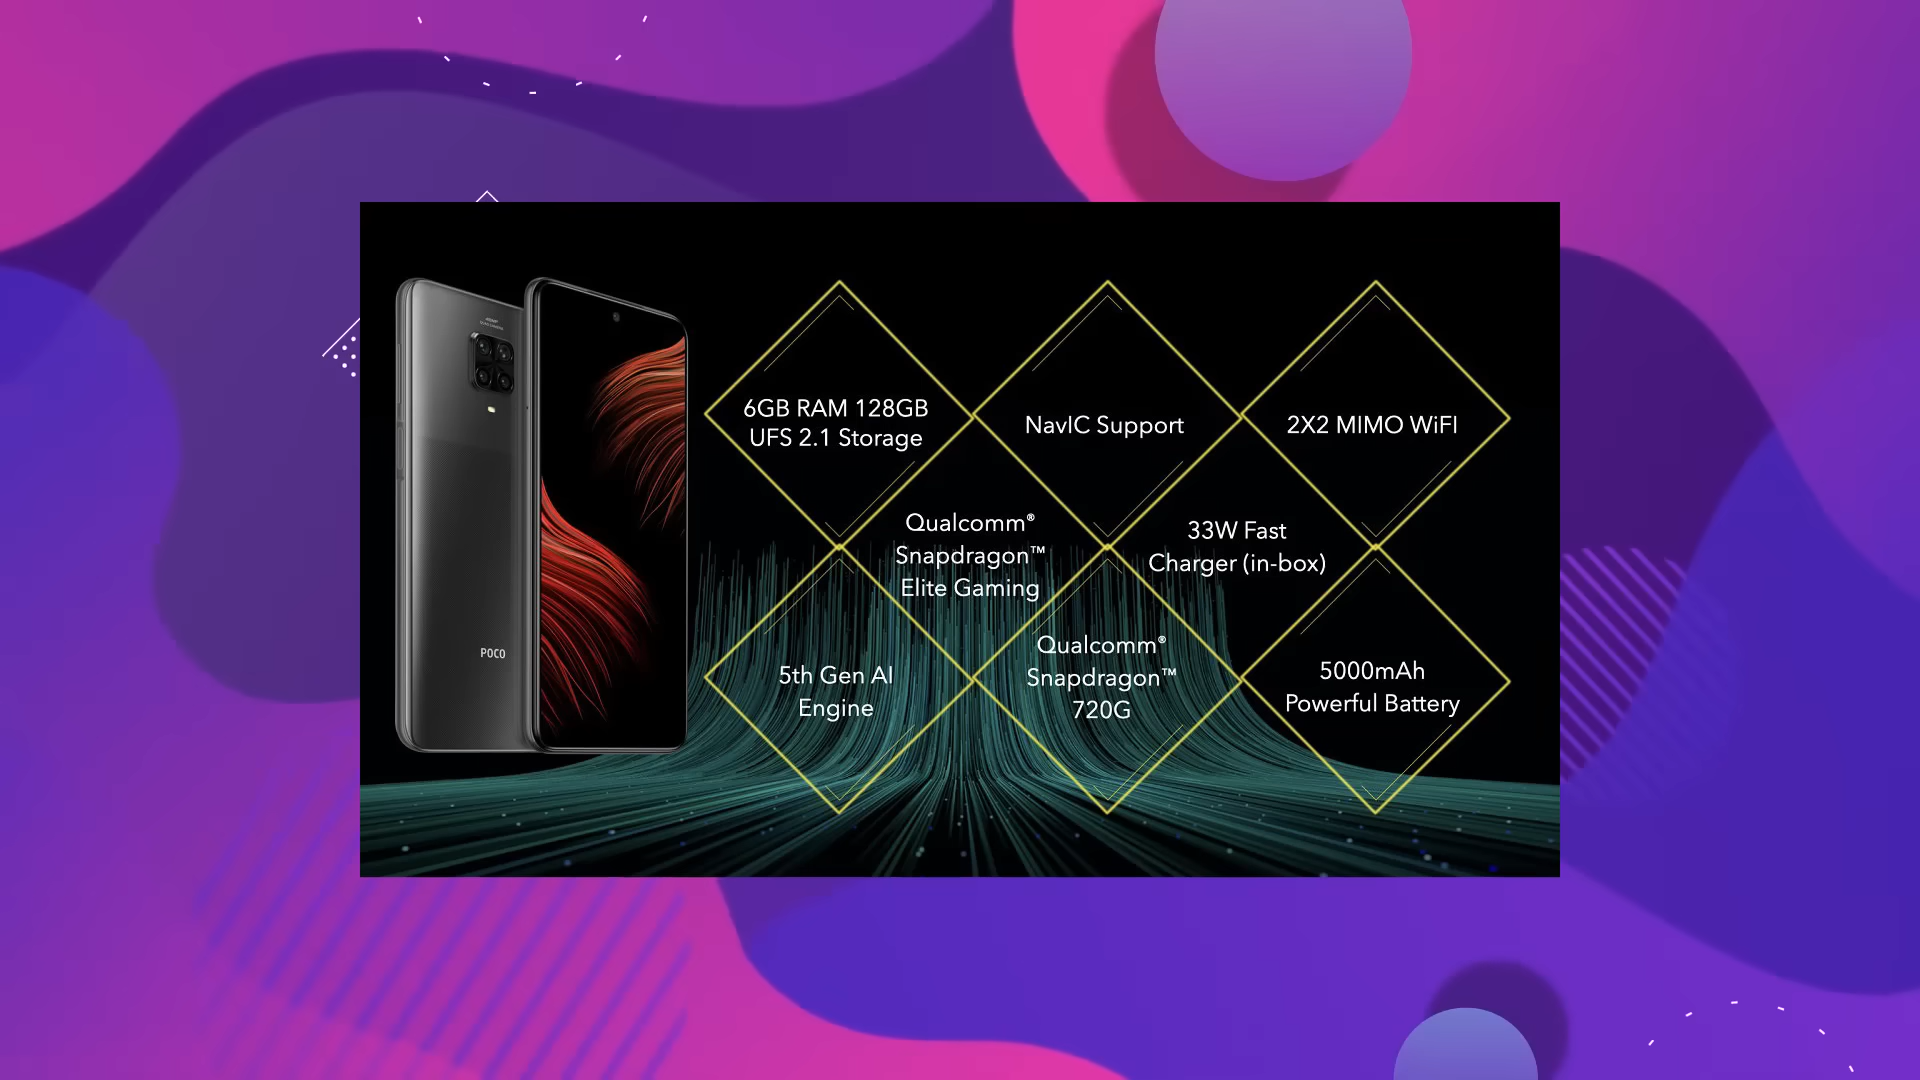 6GB RAM 128GB
UFS 2.1 Storage
NavIC Support
2X2 MIMO WiFI
Qualcomm®
Snapdragon™
Elite Gaming
33W Fast
Charger (in-box)
5th Gen AI
Engine
Qualcomm®
Snapdragon™
720G
5000mAh
Powerful Battery
POCO